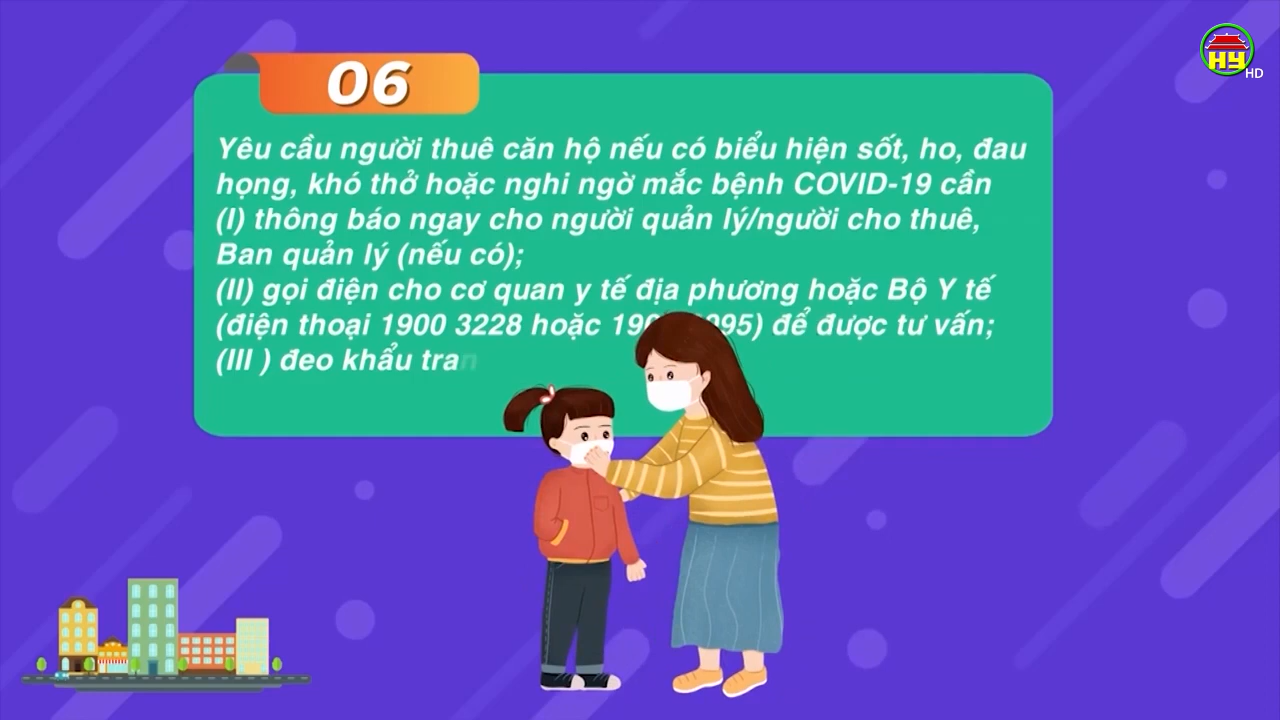 06
Yêu cầu người thuê căn hộ nếu có biểu hiện sốt, ho, đau
họng, khó thở hoặc nghi ngờ mắc bệnh COVID-19 cần
(I) thông báo ngay cho người quản lý/người cho thuê,
Ban quản lý (nếu có);
(II) gọi điện cho cơ quan y tế địa phương hoặc Bộ Y tế
(điện thoại 1900 3228 hoặc để được tư vấn;
(III ) đeo khẩu tran
HY
HD